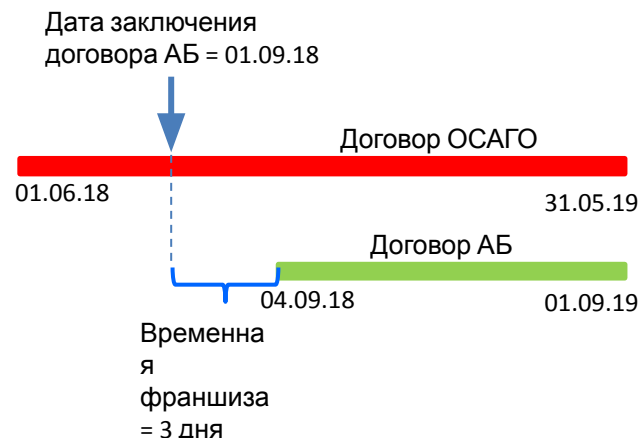 Дата заключения
договора АБ = 01.09.18
Договор ОСАГО
01.06.18
31.05.19
Договор АБ
04.09.18
01.09.19
Временна
я
франшиза
= 3 дня